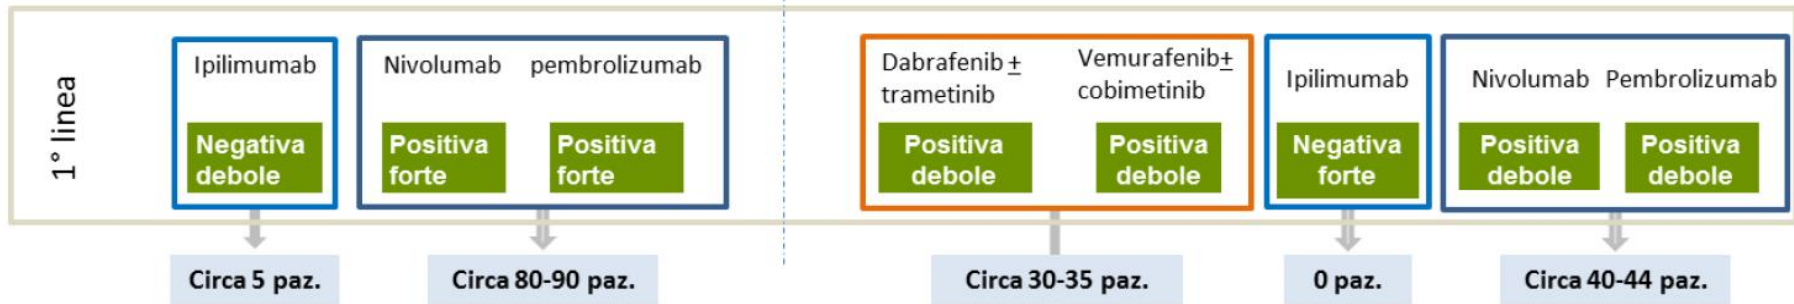 1° linea
Ipilimumab
Negativa
debole
Nivolumab pembrolizumab
Positiva
forte
Positiva
forte
Dabrafenib ±
trametinib
Positiva
debole
Vemurafenib±
cobimetinib
Positiva
debole
Ipilimumab
Negativa
forte
Nivolumab Pembrolizumab
Positiva
debole
Positiva
debole
Circa 5 paz.
Circa 80-90 paz.
Circa 30-35 paz.
0 paz.
Circa 40-44 paz.